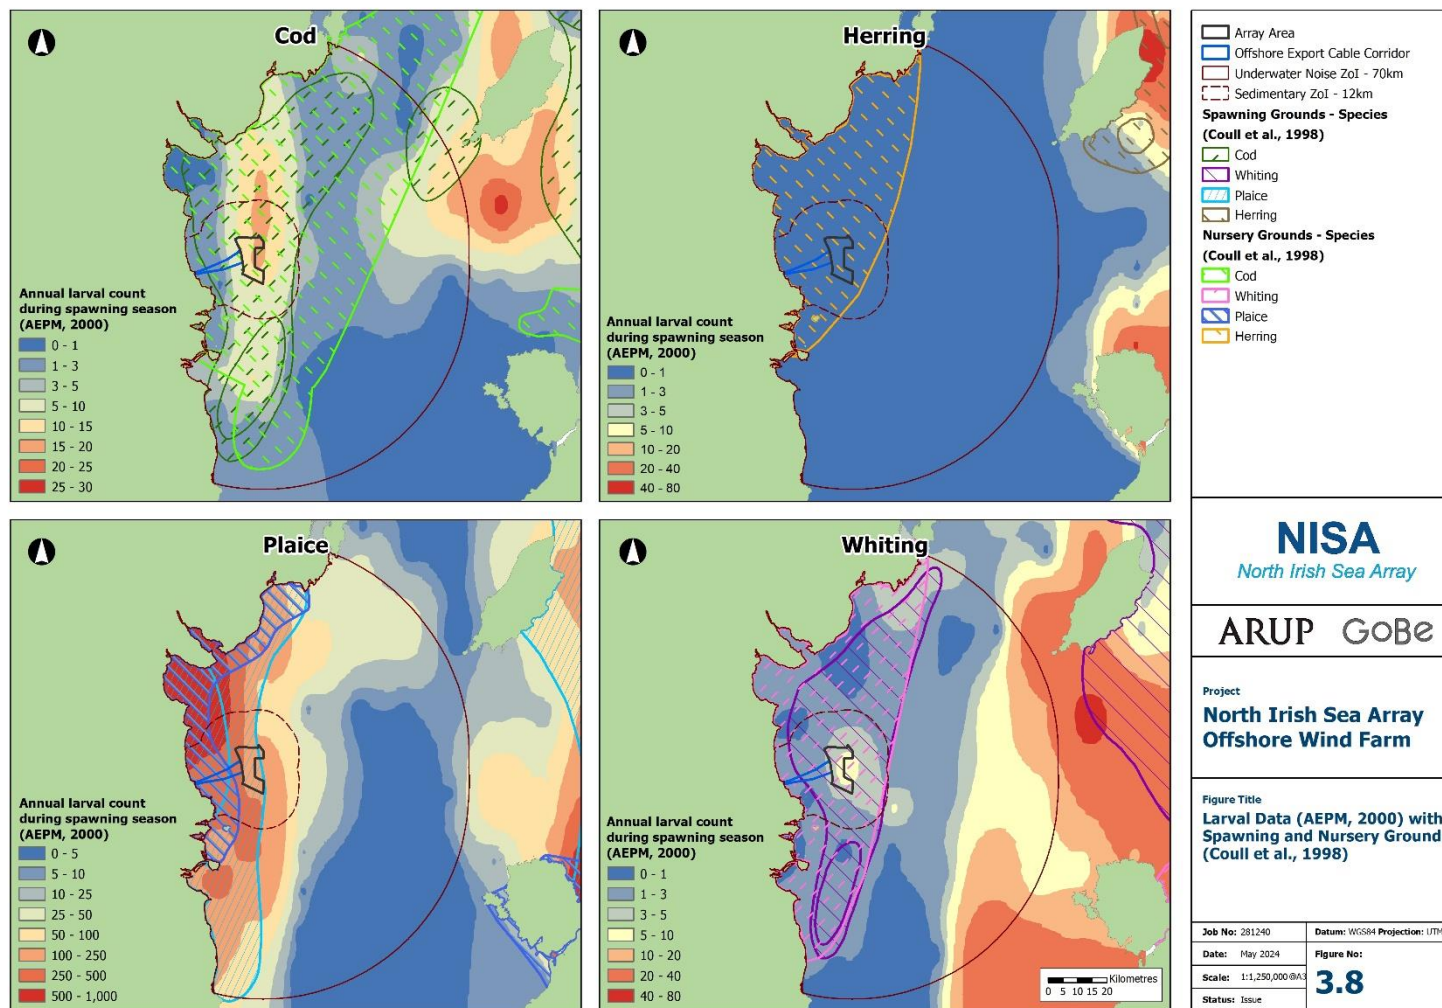 Cod
Annual larval count
during spawning season
(AEPM, 2000)
0 - 1
1 - 3
3 - 5
5 - 10
10 - 15
15 - 20
20 - 25
25 - 30
Herring
Annual larval count
during spawning season
(AEPM, 2000)
0 - 1
1 - 3
3 - 5
5 - 10
10 - 20
20 - 40
40 - 80
Plaice
Annual larval count
during spawning season
(AEPM, 2000)
0 - 5
5 - 10
10 - 25
25 - 50
50 - 100
100 - 250
250 - 500
500 - 1,000
Whiting
Annual larval count
during spawning season
(AEPM, 2000)
0 - 1
1 - 3
3 - 5
5 - 10
10 - 20
20 - 40
40 - 80
Kilometres
0 5 10 15 20
Array Area
Offshore Export Cable Corridor
Underwater Noise ZoI - 70km
Sedimentary ZoI - 12km
Spawning Grounds - Species
(Coull et al., 1998)
Cod
Whiting
Plaice
Herring
Nursery Grounds - Species
(Coull et al., 1998)
Cod
Whiting
Plaice
Herring
NISA
North Irish Sea Array
ARUP GoBe
Project
North Irish Sea Array
Offshore Wind Farm
Figure Title
Larval Data (AEPM, 2000) with
Spawning and Nursery Ground
(Coull et al., 1998)
Job No: 281240
Datum: WGS84 Projection: UTM
Date: May 2024
Figure No:
Scale: 1:1,250,000 @A3
3.8
Status: Issue